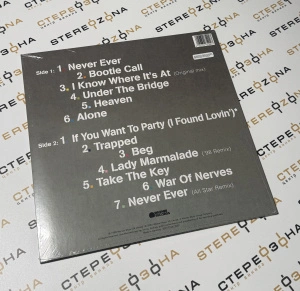 Side 1: 1 Never Ever
2. Bootie Call
3. I Know Where It's At (Original Mix)
4. Under The Bridge
5. Heaven
6 Alone
Side 2: 1 If You Want To Party (I Found Lovin')*
2. Trapped
3 Beg
4. Lady Marmalade ('98 Remix)
5. Take The Key
6 War Of Nerves
7. Never Ever (All Star Remix)
СТЕРЕОЗОНА
STEREOZONA